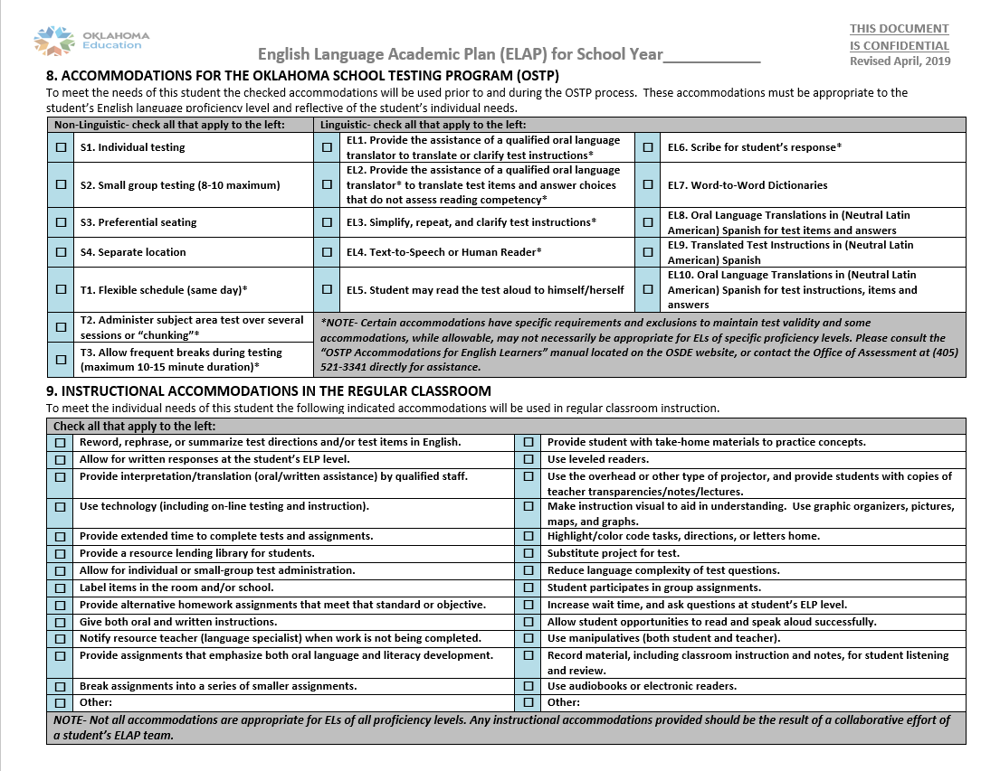 OKLAHOMA
Education
THIS DOCUMENT
IS CONFIDENTIAL
Revised April, 2019
English Language Academic Plan (ELAP) for School Year____________
8. ACCOMMODATIONS FOR THE OKLAHOMA SCHOOL TESTING PROGRAM (OSTP)
To meet the needs of this student the checked accommodations will be used prior to and during the OSTP process.  These accommodations must be appropriate to the
student's English language proficiency level and reflective of the student's individual needs.
Non-Linguistic- check all that apply to the left:
Linguistic- check all that apply to the left:
☐ S1. Individual testing
☐ EL1. Provide the assistance of a qualified oral language
translator to translate or clarify test instructions*
☐ EL6. Scribe for student's response*
☐ S2. Small group testing (8-10 maximum)
☐ EL2. Provide the assistance of a qualified oral language
translator* to translate test items and answer choices
that do not assess reading competency*
☐ EL7. Word-to-Word Dictionaries
☐ S3. Preferential seating
☐ EL3. Simplify, repeat, and clarify test instructions*
☐ EL8. Oral Language Translations in (Neutral Latin
American) Spanish for test items and answers
☐ S4. Separate location
☐ EL4. Text-to-Speech or Human Reader*
☐ EL9. Translated Test Instructions in (Neutral Latin
American) Spanish
☐ T1. Flexible schedule (same day)*
☐ EL5. Student may read the test aloud to himself/herself
☐ EL10. Oral Language Translations in (Neutral Latin
American) Spanish for test instructions, items and
answers
☐ T2. Administer subject area test over several
sessions or "chunking"*
☐ T3. Allow frequent breaks during testing
(maximum 10-15 minute duration)*
*NOTE- Certain accommodations have specific requirements and exclusions to maintain test validity and some
accommodations, while allowable, may not necessarily be appropriate for ELs of specific proficiency levels. Please consult the
"OSTP Accommodations for English Learners" manual located on the OSDE website, or contact the Office of Assessment at (405)
521-3341 directly for assistance.
9. INSTRUCTIONAL ACCOMMODATIONS IN THE REGULAR CLASSROOM
To meet the individual needs of this student the following indicated accommodations will be used in regular classroom instruction.
Check all that apply to the left:
☐ Reword, rephrase, or summarize test directions and/or test items in English.
☐ Provide student with take-home materials to practice concepts.
☐ Allow for written responses at the student's ELP level.
☐ Use leveled readers.
☐ Provide interpretation/translation (oral/written assistance) by qualified staff.
☐ Use the overhead or other type of projector, and provide students with copies of
teacher transparencies/notes/lectures.
☐ Use technology (including on-line testing and instruction).
☐ Make instruction visual to aid in understanding.  Use graphic organizers, pictures,
maps, and graphs.
☐ Provide extended time to complete tests and assignments.
☐ Highlight/color code tasks, directions, or letters home.
☐ Provide a resource lending library for students.
☐ Substitute project for test.
☐ Allow for individual or small-group test administration.
☐ Reduce language complexity of test questions.
☐ Label items in the room and/or school.
☐ Student participates in group assignments.
☐ Provide alternative homework assignments that meet that standard or objective.
☐ Increase wait time, and ask questions at student's ELP level.
☐ Give both oral and written instructions.
☐ Allow student opportunities to read and speak aloud successfully.
☐ Notify resource teacher (language specialist) when work is not being completed.
☐ Use manipulatives (both student and teacher).
☐ Provide assignments that emphasize both oral language and literacy development.
☐ Record material, including classroom instruction and notes, for student listening
and review.
☐ Break assignments into a series of smaller assignments.
☐ Use audiobooks or electronic readers.
☐ Other:
☐ Other:
NOTE- Not all accommodations are appropriate for ELs of all proficiency levels. Any instructional accommodations provided should be the result of a collaborative effort of
a student's ELAP team.